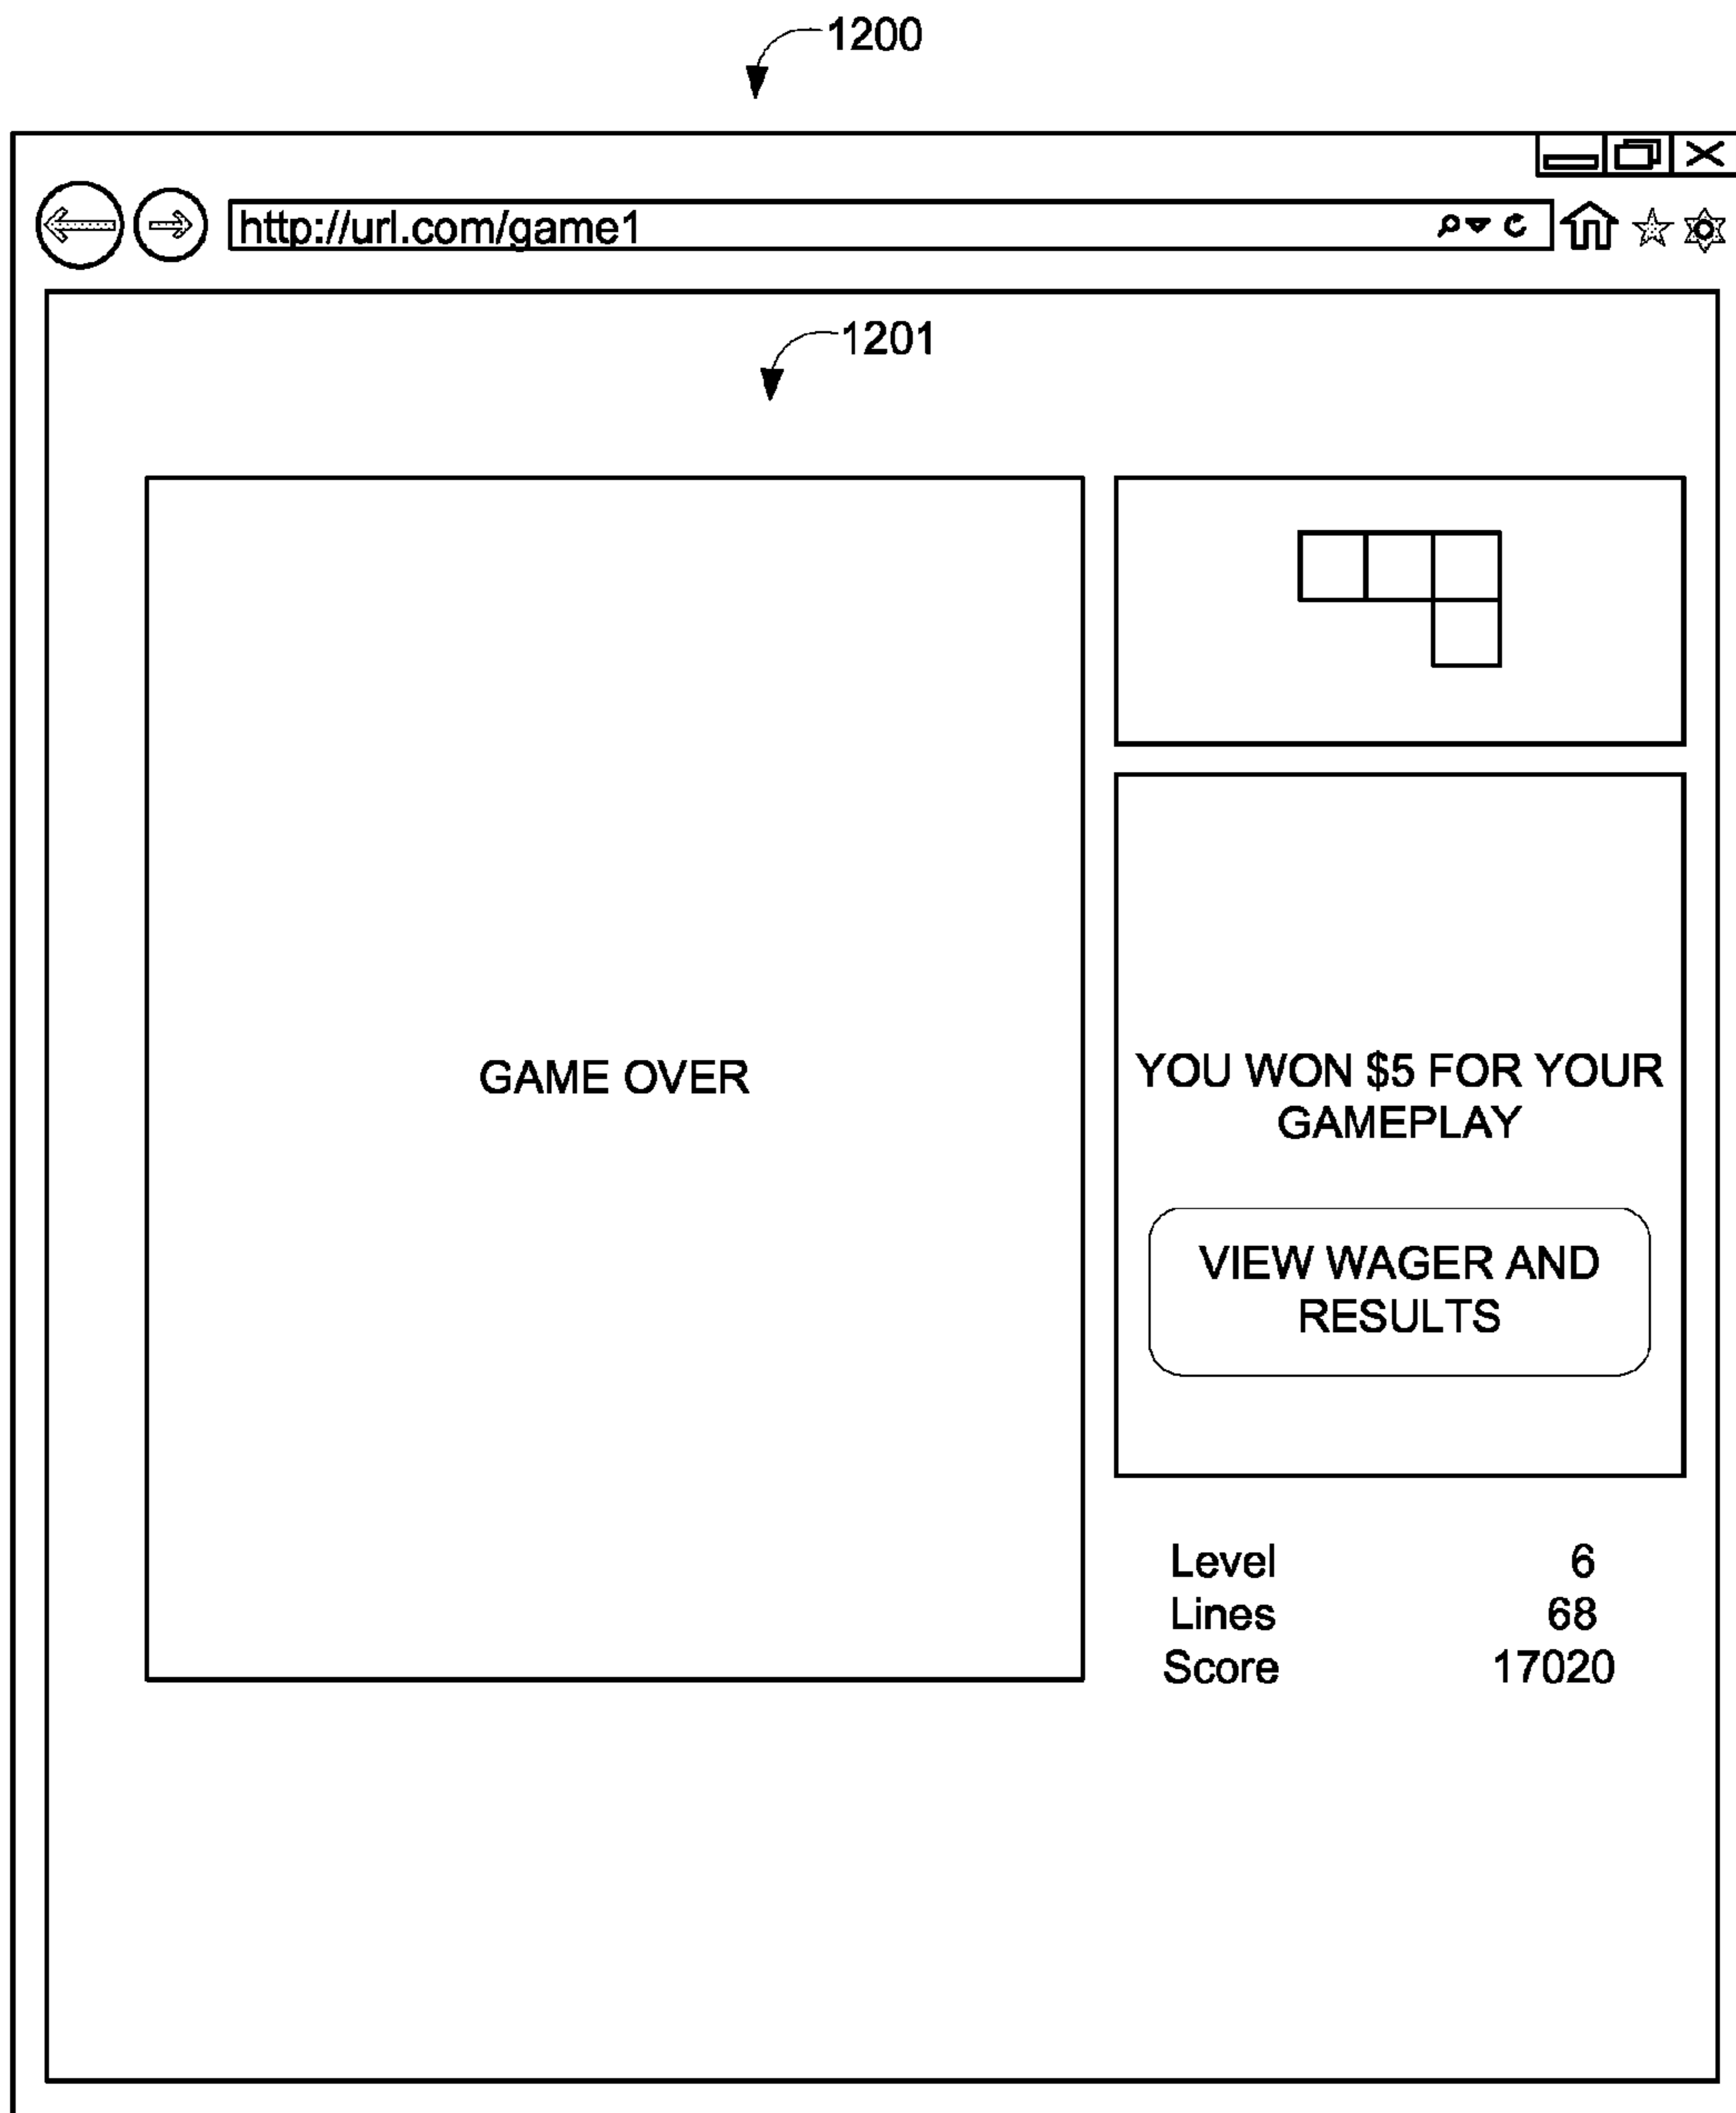 1200
http://url.com/game1
1201
GAME OVER
YOU WON $5 FOR YOUR
GAMEPLAY
VIEW WAGER AND
RESULTS
Level 6
Lines 68
Score 17020